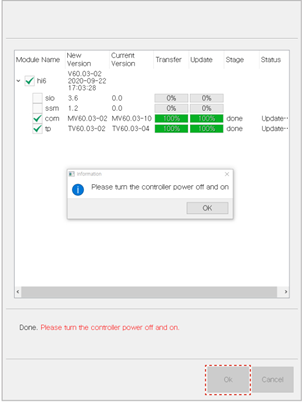 Module Name New Version Current Version Transfer Update Stage Status
hi6 V60.03-02 2020-09-22 17:03:28
sio 3.6 0.0 0% 0%
ssm 1.2 0.0 0% 0%
com MV60.03-02 MV60.03-10 100% 100% done Update···
tp TV60.03-02 TV60.03-04 100% 100% done Update···
Information
Please turn the controller power off and on
OK
Done. Please turn the controller power off and on.
Ok Cancel